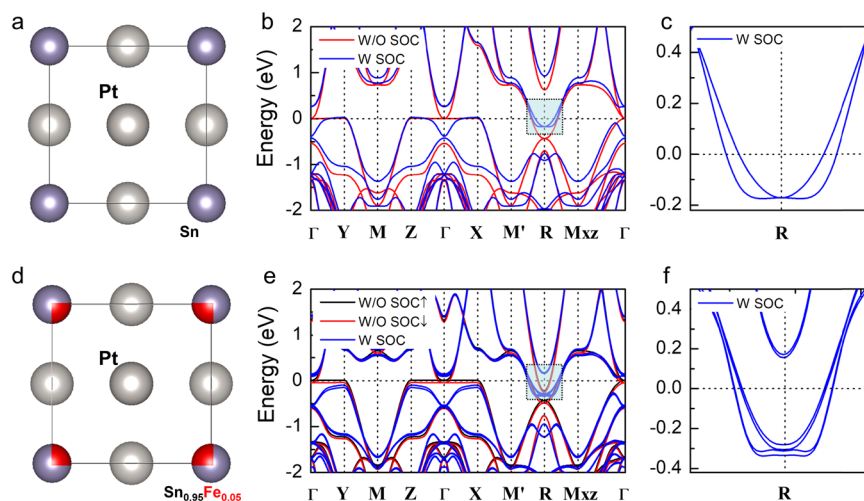 a
Pt
Sn
b
W/O SOC
W SOC
Energy (eV)
2
1
0
-1
-2
Γ Y M Z Γ X M' R Mxz Γ
c
W SOC
0.4
0.2
0.0
-0.2
R
d
Pt
Sn0.95Fe0.05
e
W/O SOC↑
W/O SOC↓
W SOC
Energy (eV)
2
1
0
-1
-2
Γ Y M Z Γ X M' R Mxz Γ
f
W SOC
0.4
0.2
0.0
-0.2
-0.4
R